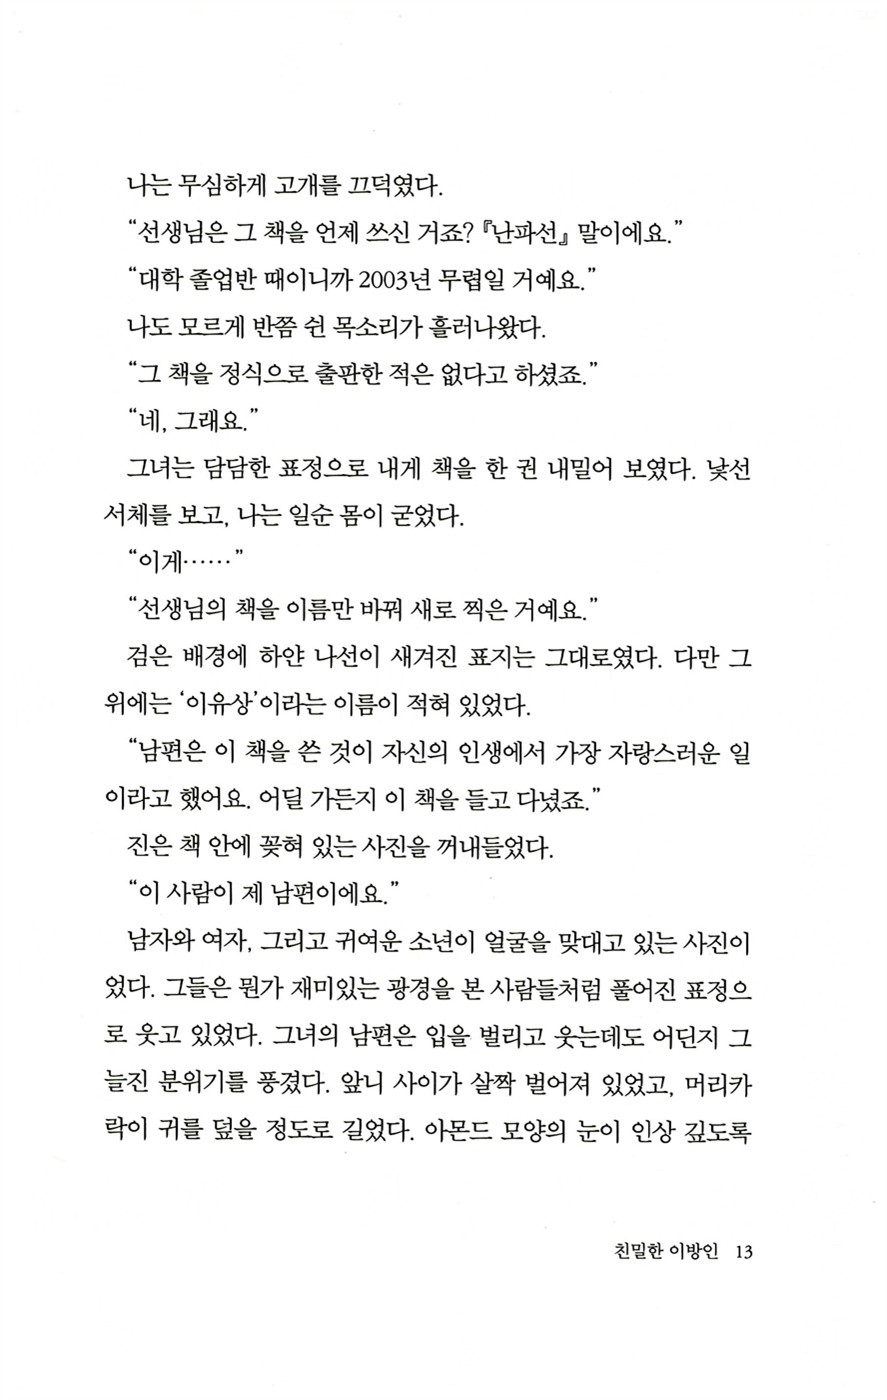 나는 무심하게 고개를 끄덕였다.
“선생님은 그 책을 언제 쓰신 거죠? 『난파선』 말이에요.”
“대학 졸업반 때이니까 2003년 무렵일 거예요.”
나도 모르게 반쯤 쉰 목소리가 흘러나왔다.
“그 책을 정식으로 출판한 적은 없다고 하셨죠.”
“네, 그래요.”
그녀는 담담한 표정으로 내게 책을 한 권 내밀어 보였다. 낯선
서체를 보고, 나는 일순 몸이 굳었다.
“이게……”
“선생님의 책을 이름만 바꿔 새로 찍은 거예요.”
검은 배경에 하얀 나선이 새겨진 표지는 그대로였다. 다만 그
위에는 ‘이유상’이라는 이름이 적혀 있었다.
“남편은 이 책을 쓴 것이 자신의 인생에서 가장 자랑스러운 일
이라고 했어요. 어딜 가든지 이 책을 들고 다녔죠.”
진은 책 안에 꽂혀 있는 사진을 꺼내들었다.
“이 사람이 제 남편이에요.”
남자와 여자, 그리고 귀여운 소년이 얼굴을 맞대고 있는 사진이
었다. 그들은 뭔가 재미있는 광경을 본 사람들처럼 풀어진 표정으
로 웃고 있었다. 그녀의 남편은 입을 벌리고 웃는데도 어딘지 그
늘진 분위기를 풍겼다. 앞니 사이가 살짝 벌어져 있었고, 머리카
락이 귀를 덮을 정도로 길었다. 아몬드 모양의 눈이 인상 깊도록
친밀한 이방인 13